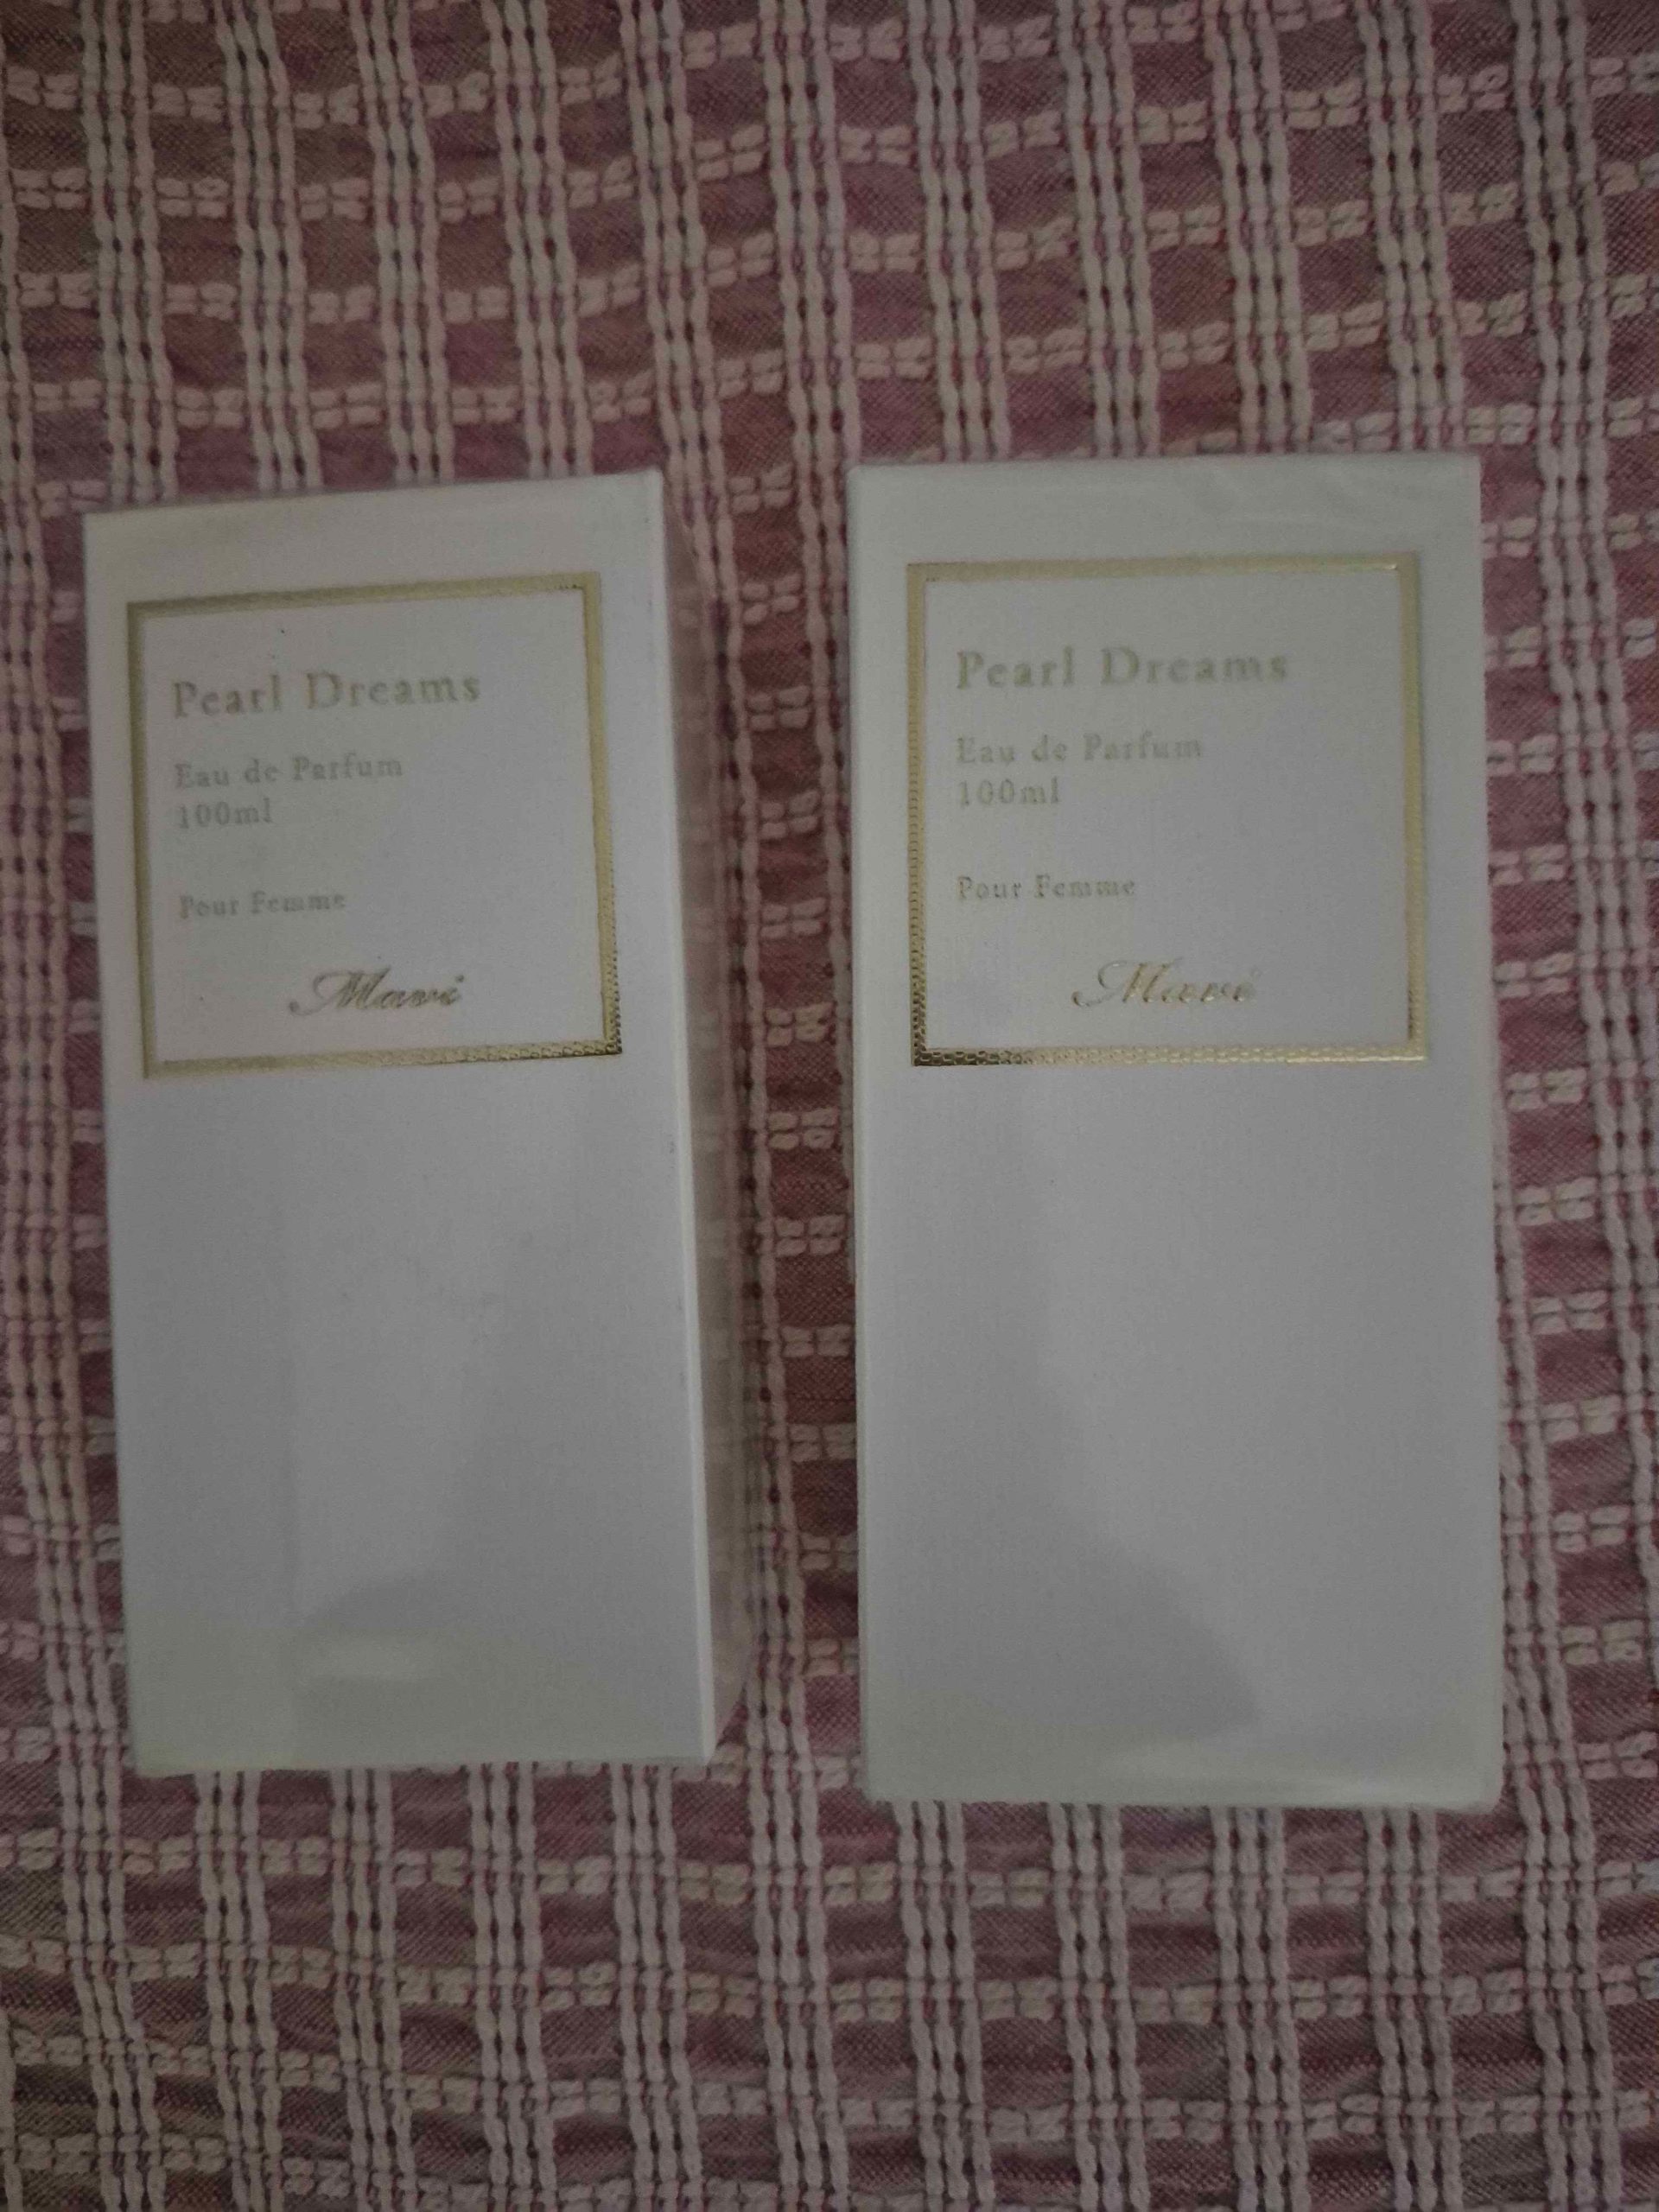 Pearl Dreams
Eau de Parfum
100ml
Pour Femme
Mavi
Pearl Dreams
Eau de Parfum
100ml
Pour Femme
Mavi